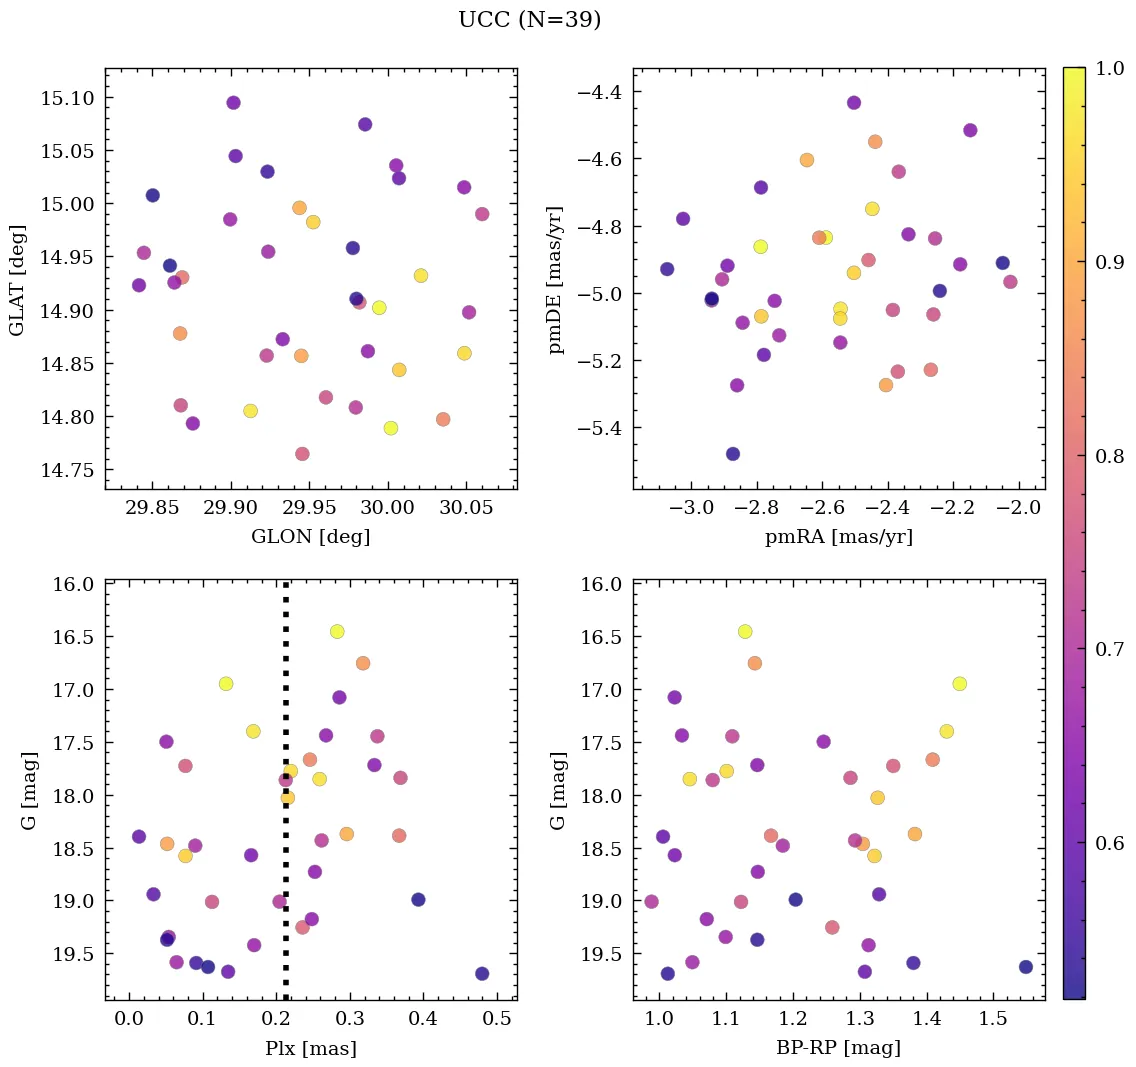 UCC (N=39)
15.10
15.05
15.00
14.95
14.90
14.85
14.80
14.75
GLAT [deg]
29.85 29.90 29.95 30.00 30.05
GLON [deg]
−4.4
−4.6
−4.8
−5.0
−5.2
−5.4
pmDE [mas/yr]
−3.0 −2.8 −2.6 −2.4 −2.2 −2.0
pmRA [mas/yr]
16.0
16.5
17.0
17.5
18.0
18.5
19.0
19.5
G [mag]
0.0 0.1 0.2 0.3 0.4 0.5
Plx [mas]
16.0
16.5
17.0
17.5
18.0
18.5
19.0
19.5
G [mag]
1.0 1.1 1.2 1.3 1.4 1.5
BP-RP [mag]
1.0
0.9
0.8
0.7
0.6